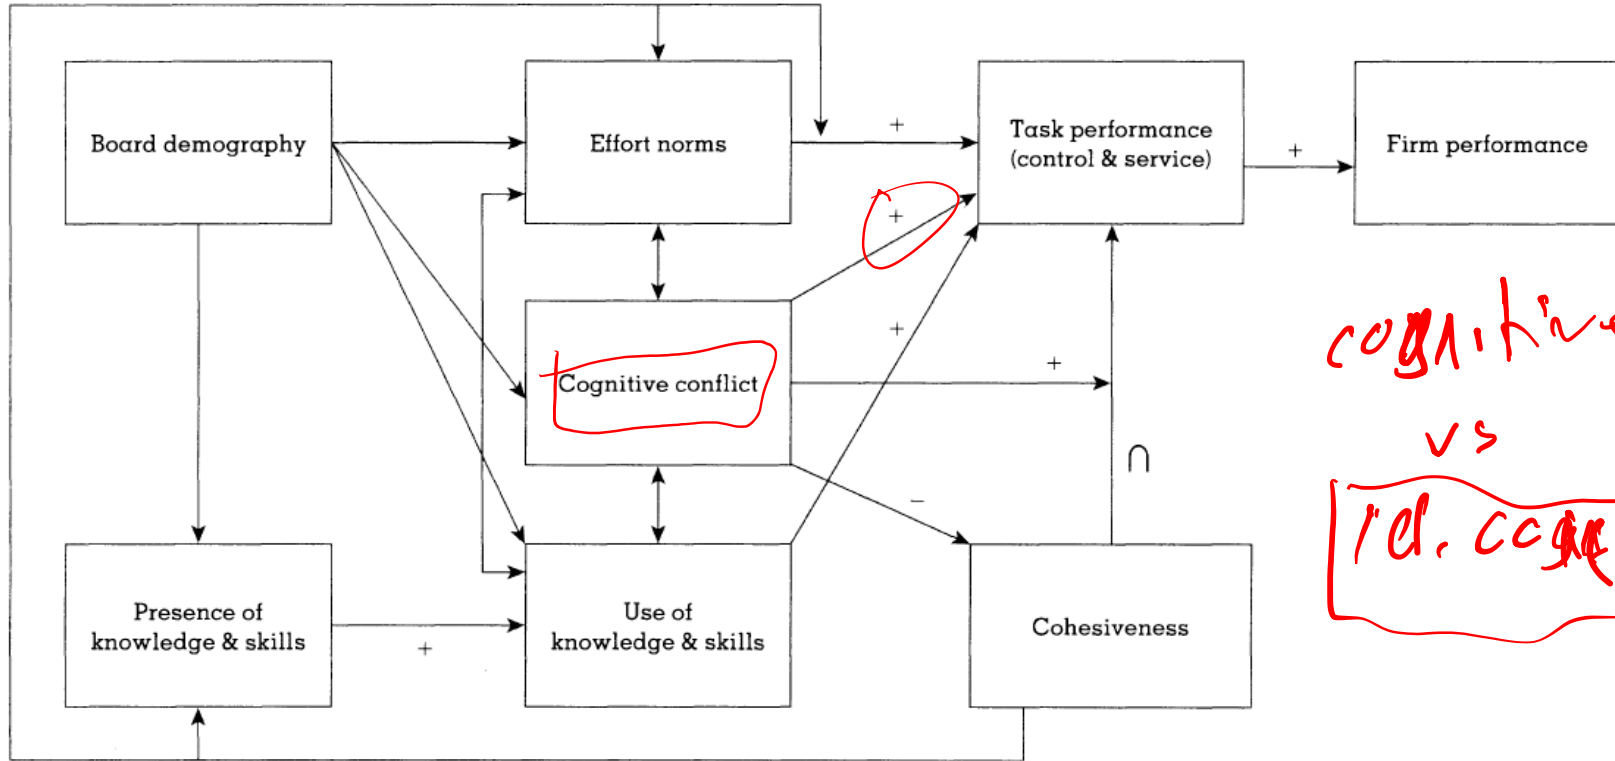 Board demography
Effort norms
+
Task performance
(control & service)
+
Firm performance
+
Cognitive conflict
+
+
cognitive
vs
∩
−
Presence of
knowledge & skills
+
Use of
knowledge & skills
Cohesiveness